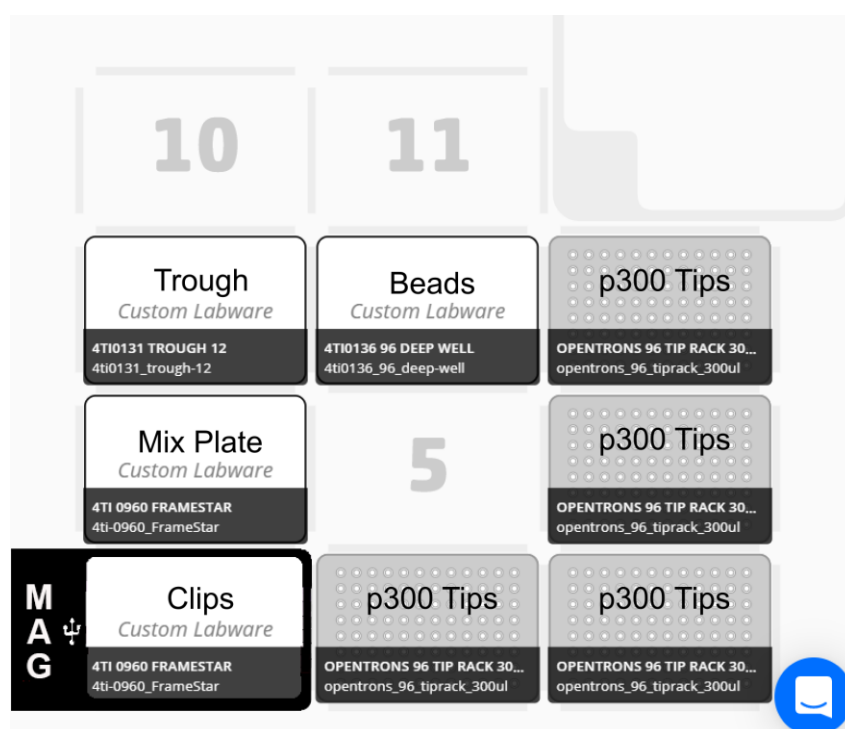 10
11
Trough
Custom Labware
4TI0131 TROUGH 12
4ti0131_trough-12
Beads
Custom Labware
4TI0136 96 DEEP WELL
4ti0136_96_deep-well
p300 Tips
OPENTRONS 96 TIP RACK 30...
opentrons_96_tiprack_300ul
Mix Plate
Custom Labware
4TI 0960 FRAMESTAR
4ti-0960_FrameStar
5
p300 Tips
OPENTRONS 96 TIP RACK 30...
opentrons_96_tiprack_300ul
MAG
Clips
Custom Labware
4TI 0960 FRAMESTAR
4ti-0960_FrameStar
p300 Tips
OPENTRONS 96 TIP RACK 30...
opentrons_96_tiprack_300ul
p300 Tips
OPENTRONS 96 TIP RACK 30...
opentrons_96_tiprack_300ul